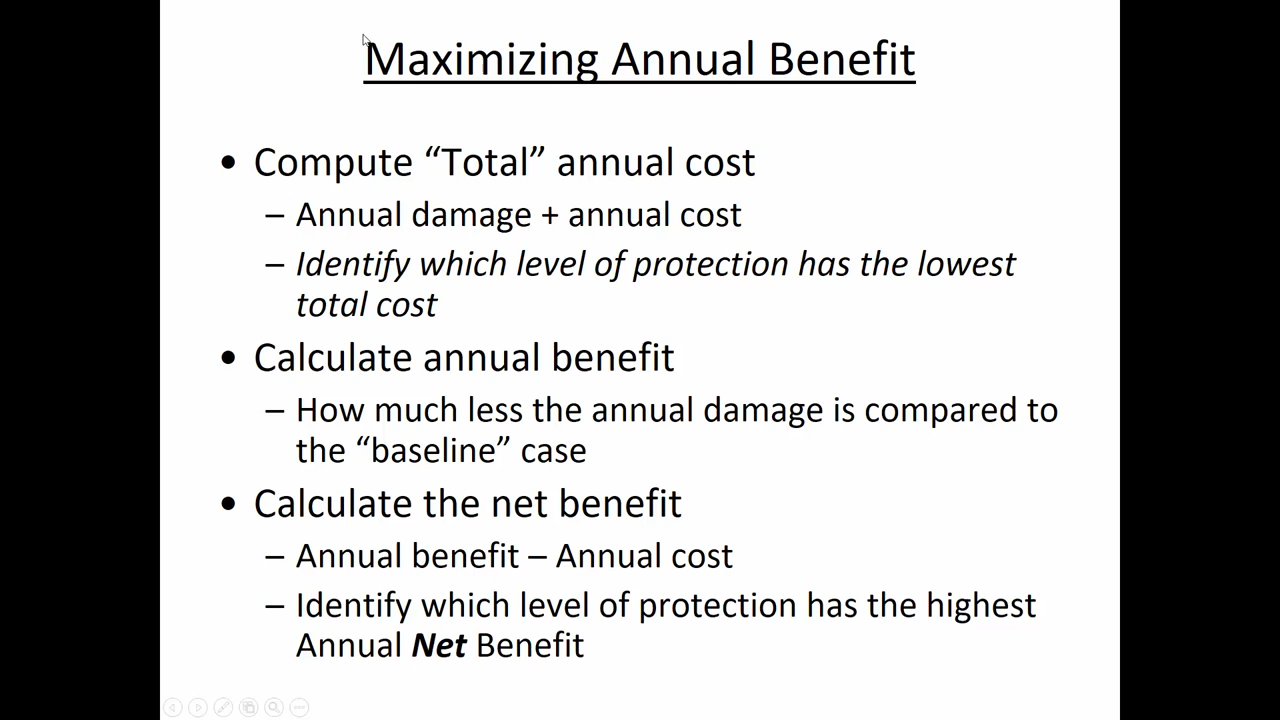 Maximizing Annual Benefit
• Compute “Total” annual cost
– Annual damage + annual cost
– Identify which level of protection has the lowest
total cost
• Calculate annual benefit
– How much less the annual damage is compared to
the “baseline” case
• Calculate the net benefit
– Annual benefit – Annual cost
– Identify which level of protection has the highest
Annual Net Benefit